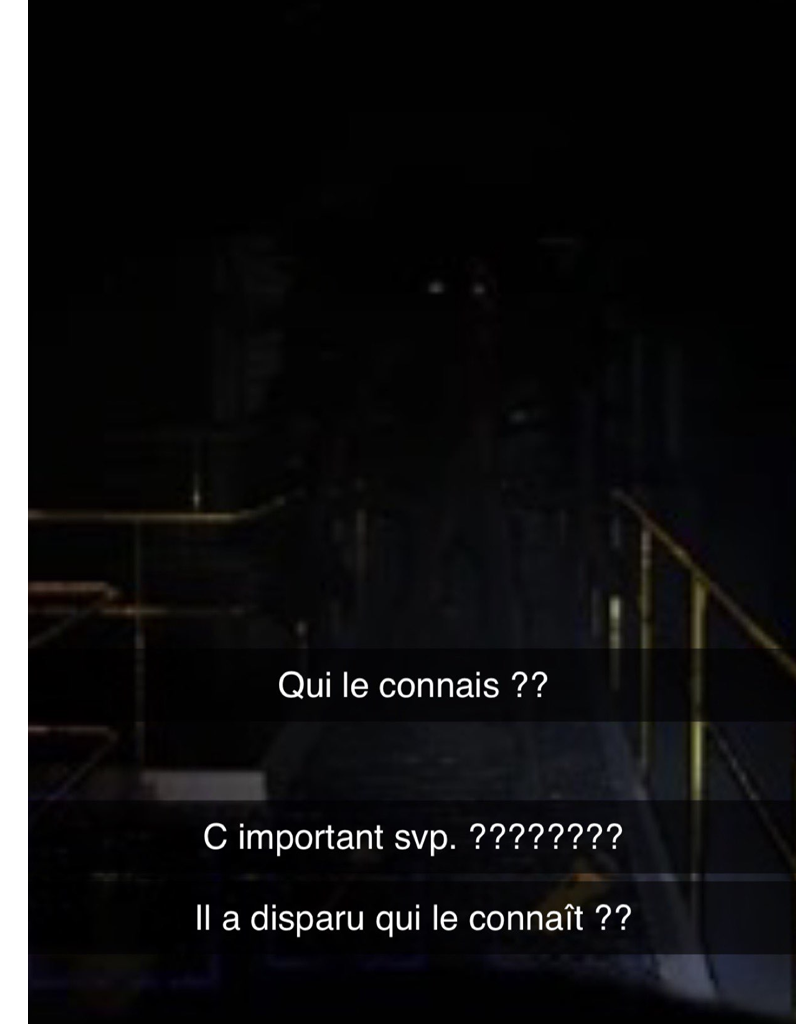 Qui le connais ??
C important svp. ????????
Il a disparu qui le connaît ??